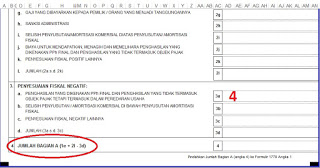 g. GAJI YANG DIBAYARKAN KEPADA PEMILIK / ORANG YANG MENJADI TANGGUNGANNYA 2g
h. SANKSI ADMINISTRASI 2h
i. SELISIH PENYUSUTAN/AMORTISASI KOMERSIAL DIATAS PENYUSUTAN/AMORTISASI FISKAL 2i
j. BIAYA UNTUK MENDAPATKAN, MENAGIH DAN MEMELIHARA PENGHASILAN YANG DIKENAKAN PPh FINAL DAN PENGHASILAN YANG TIDAK TERMASUK OBJEK PAJAK 2j
k. PENYESUAIAN FISKAL POSITIF LAINNYA 2k
l. JUMLAH (2a s.d. 2k) 2l
3. PENYESUAIAN FISKAL NEGATIF:
a. PENGHASILAN YANG DIKENAKAN PPH FINAL DAN PENGHASILAN YANG TIDAK TERMASUK 3a 4
OBJEK PAJAK TETAPI TERMASUK DALAM PEREDARAN USAHA
b. SELISIH PENYUSUTAN / AMORTISASI KOMERSIAL DI BAWAH PENYUSUTAN AMORTISASI 3b
FISKAL
c. PENYESUAIAN FISKAL NEGATIF LAINNYA 3c
d. JUMLAH (3a s.d. 3c) 3d
4. JUMLAH BAGIAN A (1e + 2l - 3d) 4
Pindahkan Jumlah Bagian A (angka 4) ke Formulir 1770